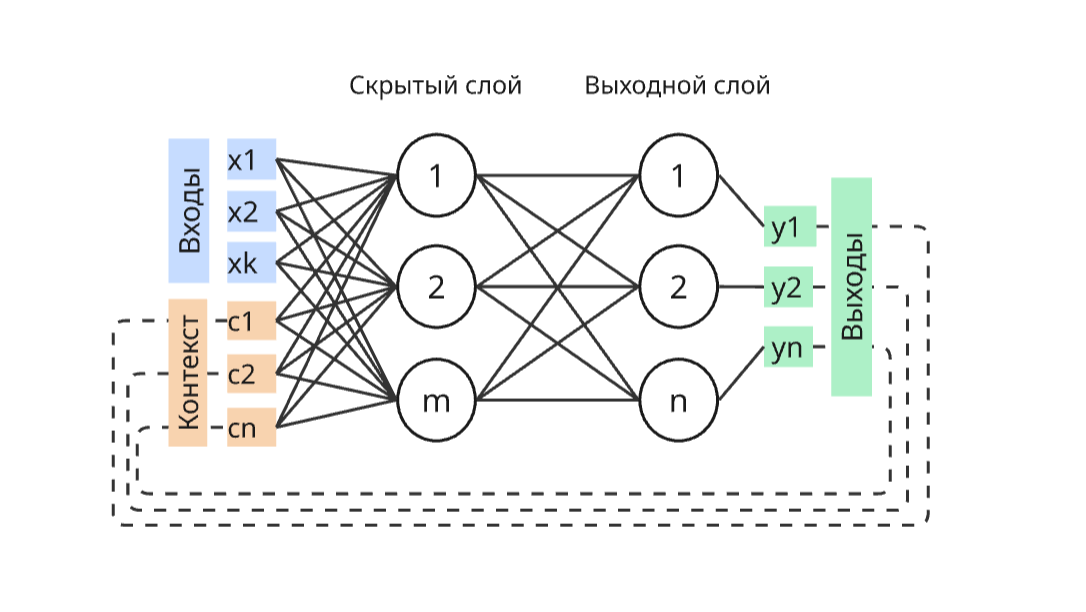 Скрытый слой
Выходной слой
Входы
x1
x2
xk
Контекст
c1
c2
cn
1
2
m
1
2
n
y1
y2
yn
Выходы